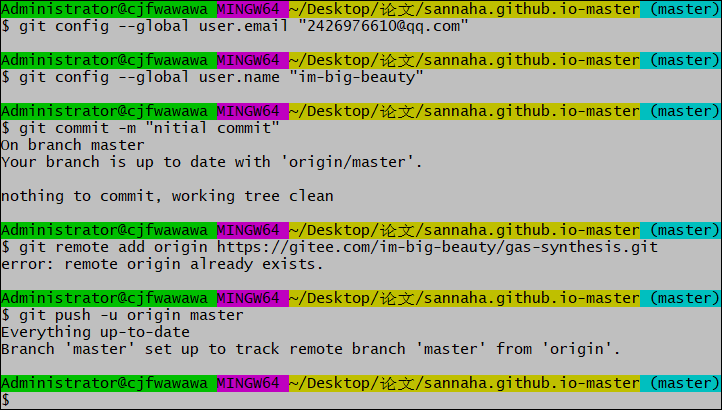 Administrator@cjfwawawa MINGW64 ~/Desktop/论文/sannaha.github.io-master (master)
$ git config --global user.email "2426976610@qq.com"
Administrator@cjfwawawa MINGW64 ~/Desktop/论文/sannaha.github.io-master (master)
$ git config --global user.name "im-big-beauty"
Administrator@cjfwawawa MINGW64 ~/Desktop/论文/sannaha.github.io-master (master)
$ git commit -m "nitial commit"
On branch master
Your branch is up to date with 'origin/master'.
nothing to commit, working tree clean
Administrator@cjfwawawa MINGW64 ~/Desktop/论文/sannaha.github.io-master (master)
$ git remote add origin https://gitee.com/im-big-beauty/gas-synthesis.git
error: remote origin already exists.
Administrator@cjfwawawa MINGW64 ~/Desktop/论文/sannaha.github.io-master (master)
$ git push -u origin master
Everything up-to-date
Branch 'master' set up to track remote branch 'master' from 'origin'.
Administrator@cjfwawawa MINGW64 ~/Desktop/论文/sannaha.github.io-master (master)
$